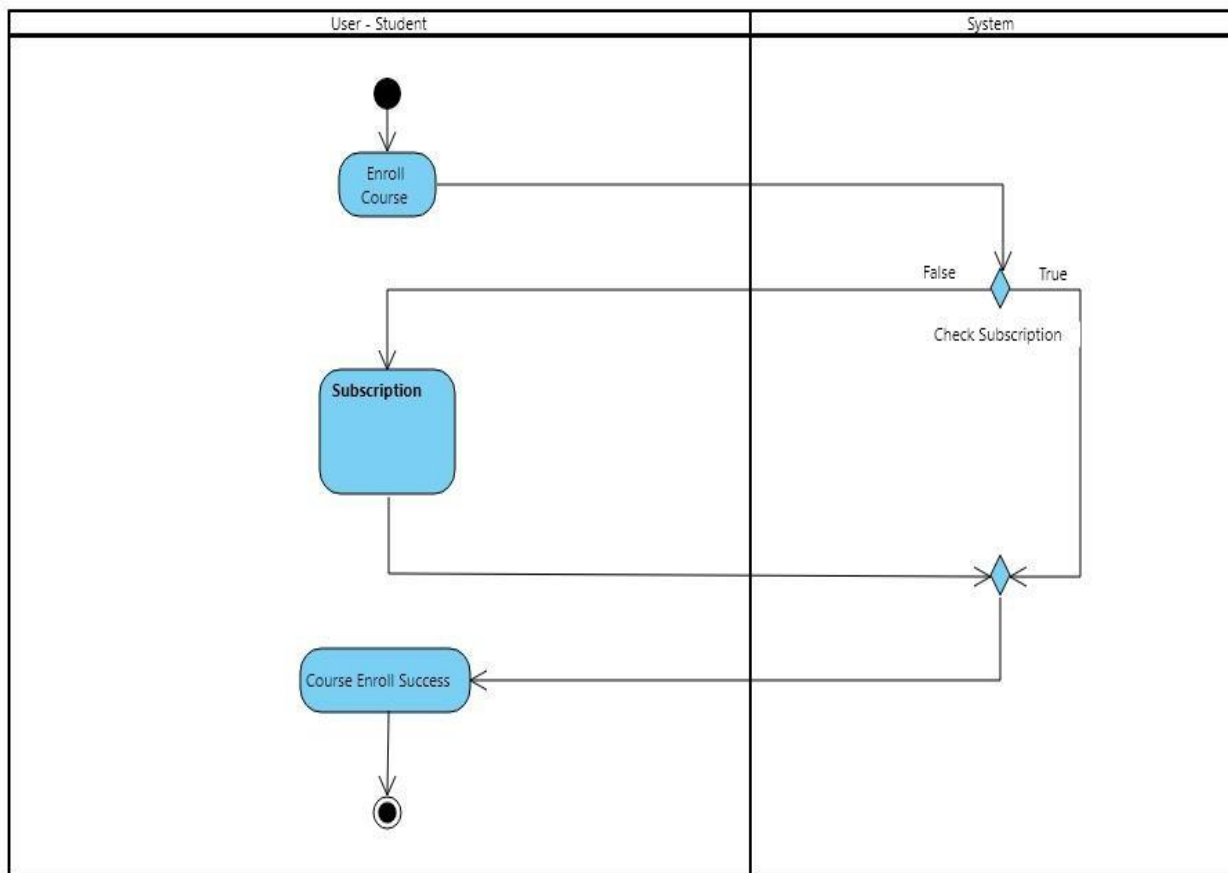 User - Student
System
Enroll
Course
False
True
Check Subscription
Subscription
Course Enroll Success